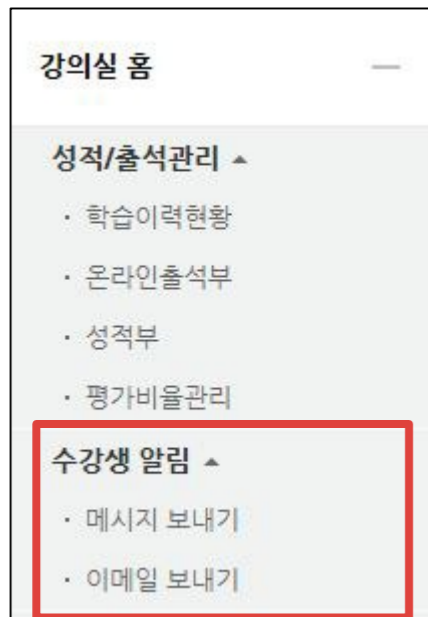 강의실 홈
성적/출석관리 ▲
· 학습이력현황
· 온라인출석부
· 성적부
· 평가비율관리
수강생 알림 ▲
· 메시지 보내기
· 이메일 보내기